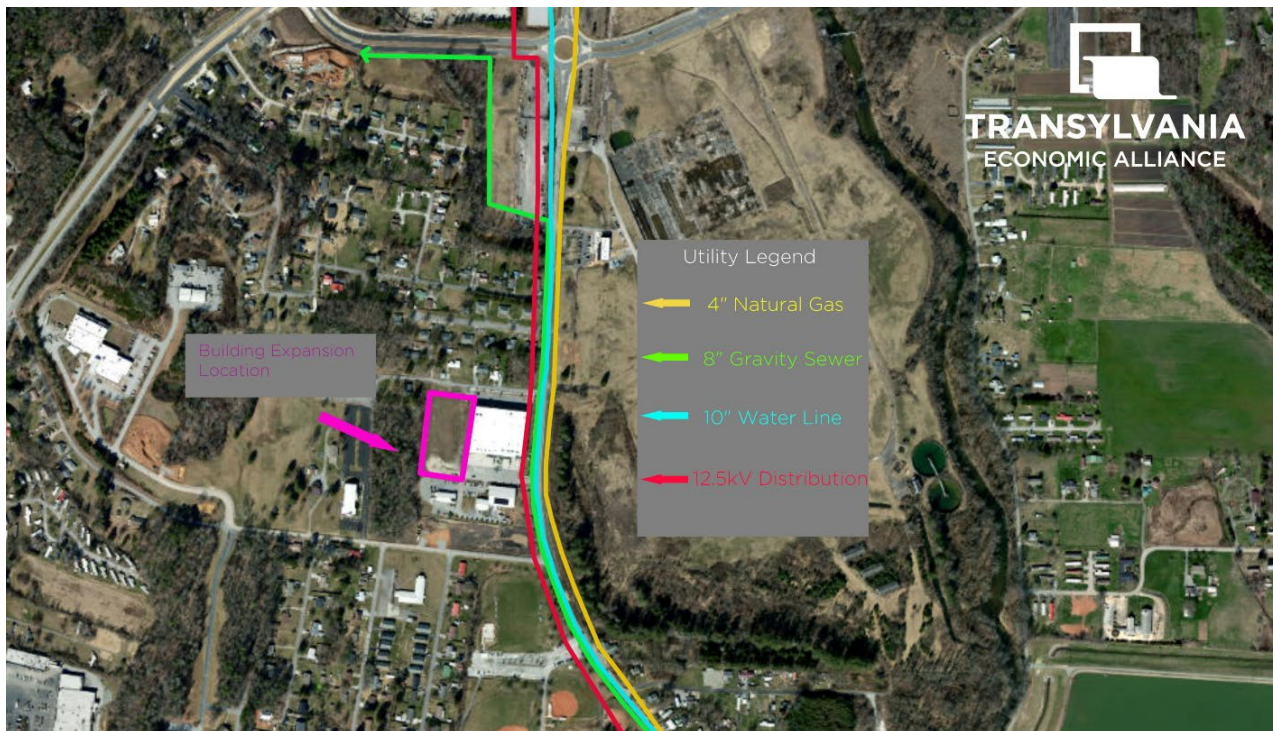 TRANSYLVANIA
ECONOMIC ALLIANCE
Utility Legend
4" Natural Gas
8" Gravity Sewer
10" Water Line
12.5kV Distribution
Building Expansion
Location